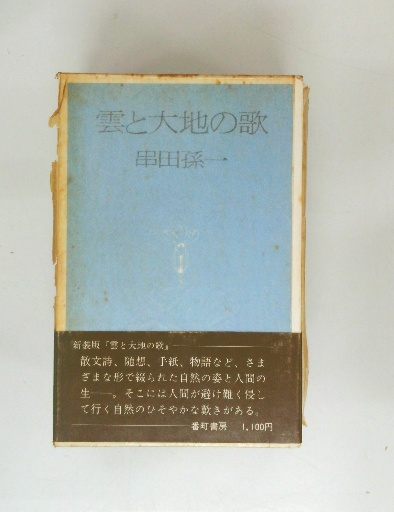 雲と大地の歌
串田孫一
新装版『雲と大地の歌』
散文詩、随想、手紙、物語など、さま
ざまな形で綴られた自然の姿と人間の
生──。そこには人間が避け難く侵し
て行く自然のひそやかな歎きがある。
番町書房 1,100円